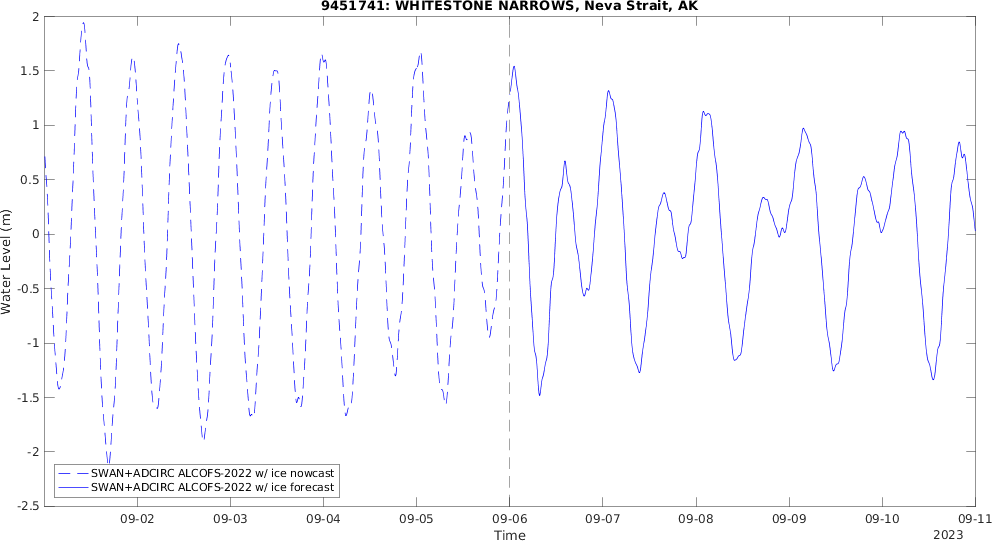 9451741: WHITESTONE NARROWS, Neva Strait, AK
Water Level (m)
2
1.5
1
0.5
0
-0.5
-1
-1.5
-2
-2.5
SWAN+ADCIRC ALCOFS-2022 w/ ice nowcast
SWAN+ADCIRC ALCOFS-2022 w/ ice forecast
09-02 09-03 09-04 09-05 09-06 09-07 09-08 09-09 09-10 09-11
Time
2023